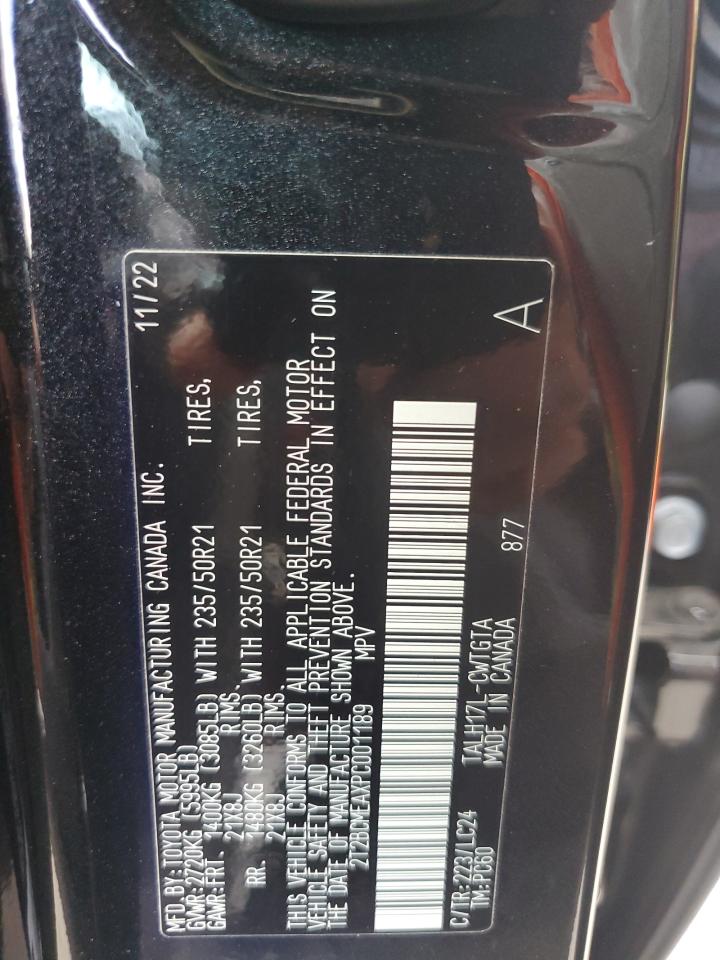 MFD. BY: TOYOTA MOTOR MANUFACTURING CANADA INC. 11/22
GVWR: 2720KG (5995LB)
GAWR: FRT. 1400KG (3085LB) WITH 235/50R21 TIRES,
21X8J RIMS,
RR. 1480KG (3260LB) WITH 235/50R21 TIRES,
21X8J RIMS,
THIS VEHICLE CONFORMS TO ALL APPLICABLE FEDERAL MOTOR
VEHICLE SAFETY AND THEFT PREVENTION STANDARDS IN EFFECT ON
THE DATE OF MANUFACTURE SHOWN ABOVE.
2T2BCMEAXPC001189 MPV
C/TR: 223/LC24 TALH17L-CWTGTA 877 A
TM: PC60 MADE IN CANADA